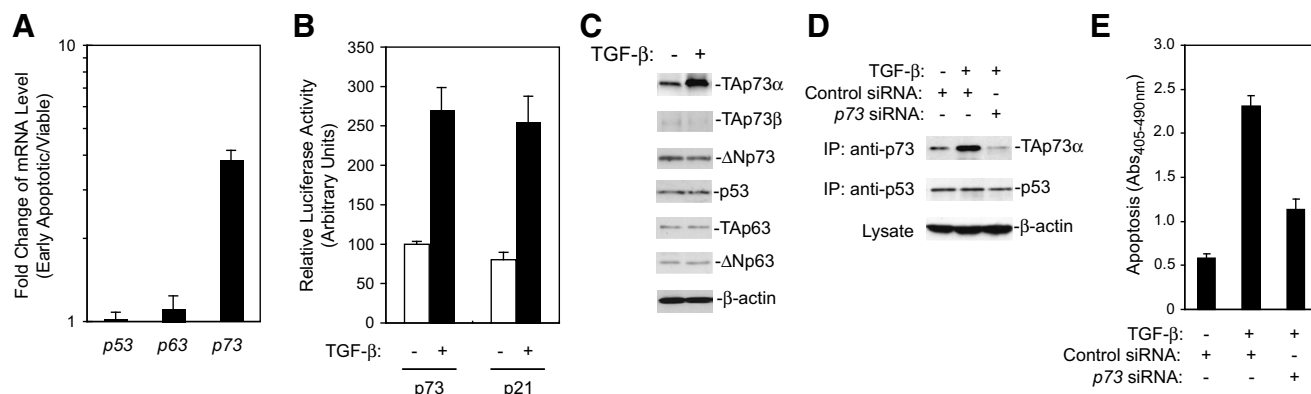 A
Fold Change of mRNA Level
(Early Apoptotic/Viable)
10
1
p53 p63 p73
B
Relative Luciferase Activity
(Arbitrary Units)
350
300
250
200
150
100
50
0
TGF-β: - + - +
p73 p21
C
TGF-β: - +
-TAp73α
-TAp73β
-ΔNp73
-p53
-TAp63
-ΔNp63
-β-actin
D
TGF-β: - + +
Control siRNA: + + -
p73 siRNA: - - +
IP: anti-p73 -TAp73α
IP: anti-p53 -p53
Lysate -β-actin
E
Apoptosis (Abs405-490nm)
3.0
2.5
2.0
1.5
1.0
0.5
0
TGF-β: - + +
Control siRNA: + + -
p73 siRNA: - - +